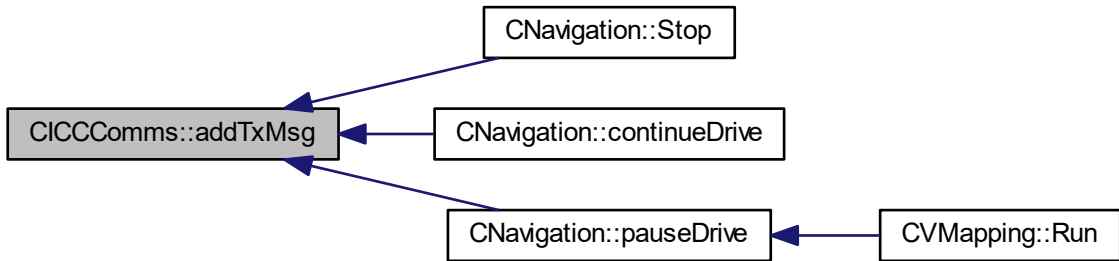 CNavigation::Stop
CICCComms::addTxMsg
CNavigation::continueDrive
CNavigation::pauseDrive
CVMapping::Run